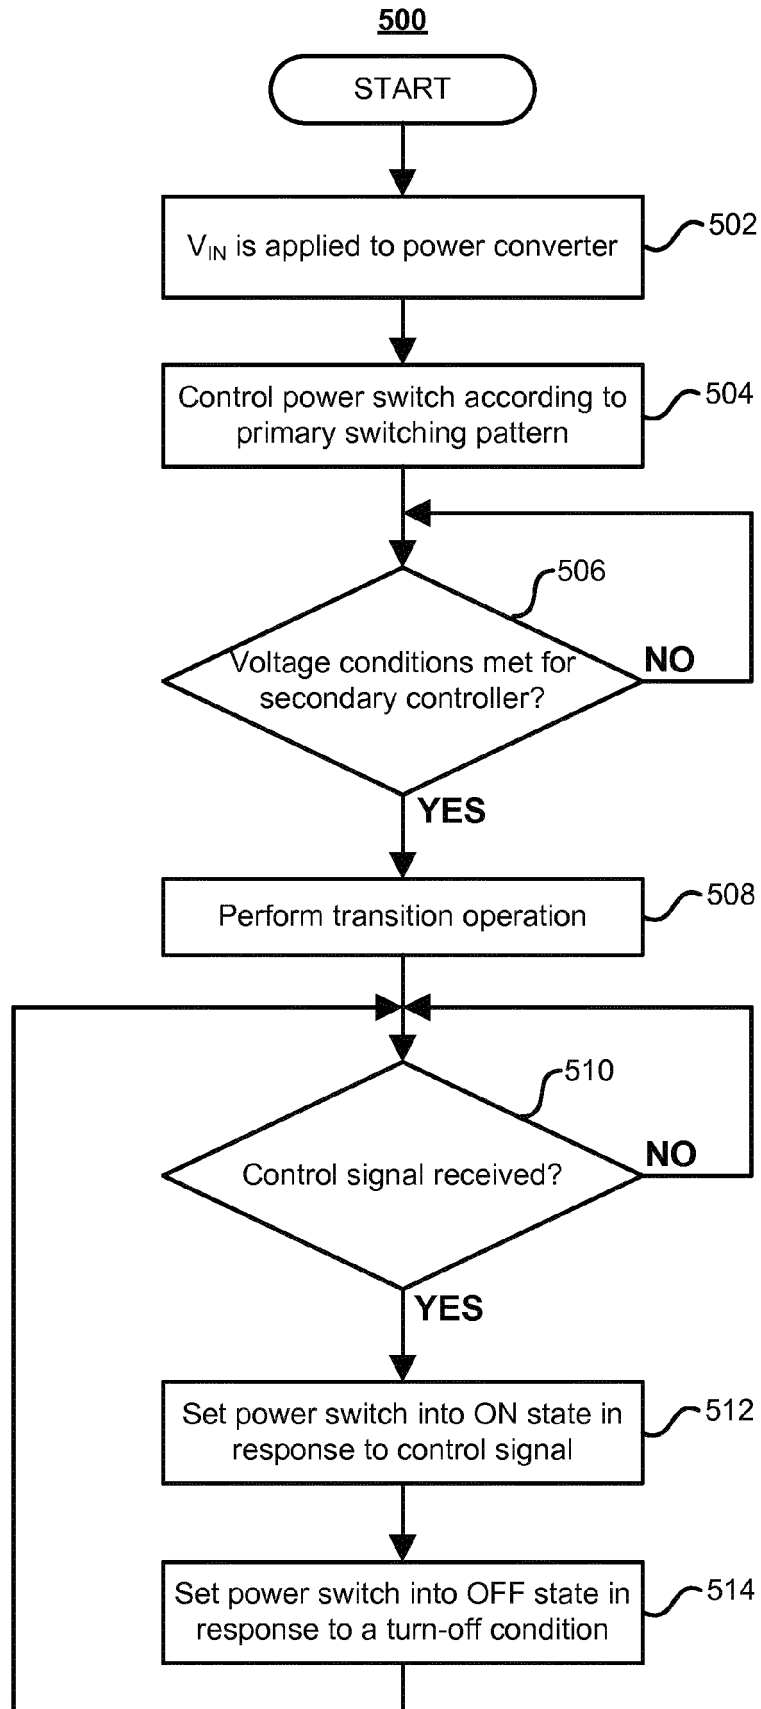 500
START
V_IN is applied to power converter
502
Control power switch according to
primary switching pattern
504
506
Voltage conditions met for
secondary controller?
NO
YES
Perform transition operation
508
510
Control signal received?
NO
YES
Set power switch into ON state in
response to control signal
512
Set power switch into OFF state in
response to a turn-off condition
514